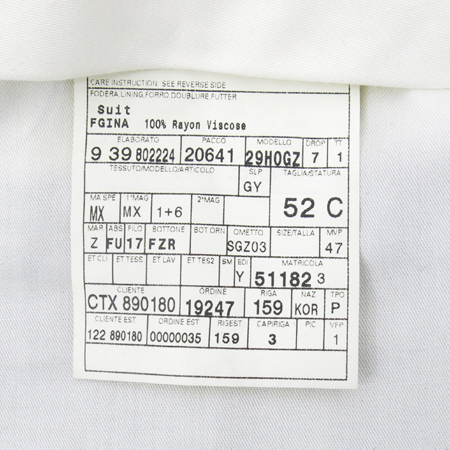 CARE INSTRUCTION SEE REVERSE SIDE
FODERA.LINING.FORRO.DOUBLURE.FUTTER
Suit
FGINA 100% Rayon Viscose
ELABORATO PACCO MODELLO DROP TT
9 39 802224 20641 29H0GZ 7 1
TESSUTO/MODELLO/ARTICOLO SLP TAGLIA/STATURA
GY 52 C
MA SPE 1°MAG 2°MAG
MX MX 1+6
MAR ABS FILO BOTTONE BOT ORN OMETTO SIZE/TALLA MVP
Z FU 17 FZR SGZ03 47
ET CLI ET TESS ET LAV ET TES2 SM EDI MATRICOLA
Y 51182 3
CLIENTE ORDINE RIGA NAZ TPO
CTX 890180 19247 159 KOR P
CLIENTE EST ORDINE EST RIGEST CAPIRIGA PIC VEP
122 890180 00000035 159 3 1